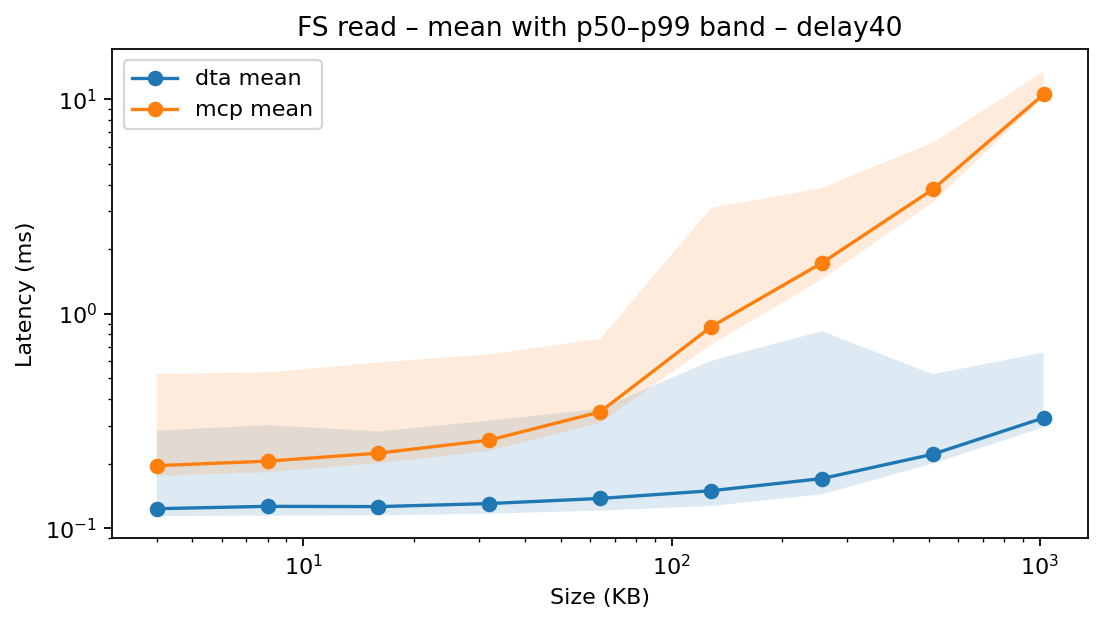 FS read – mean with p50–p99 band – delay40
dta mean
mcp mean
Latency (ms)
10¹
10⁰
10⁻¹
10¹
10²
10³
Size (KB)